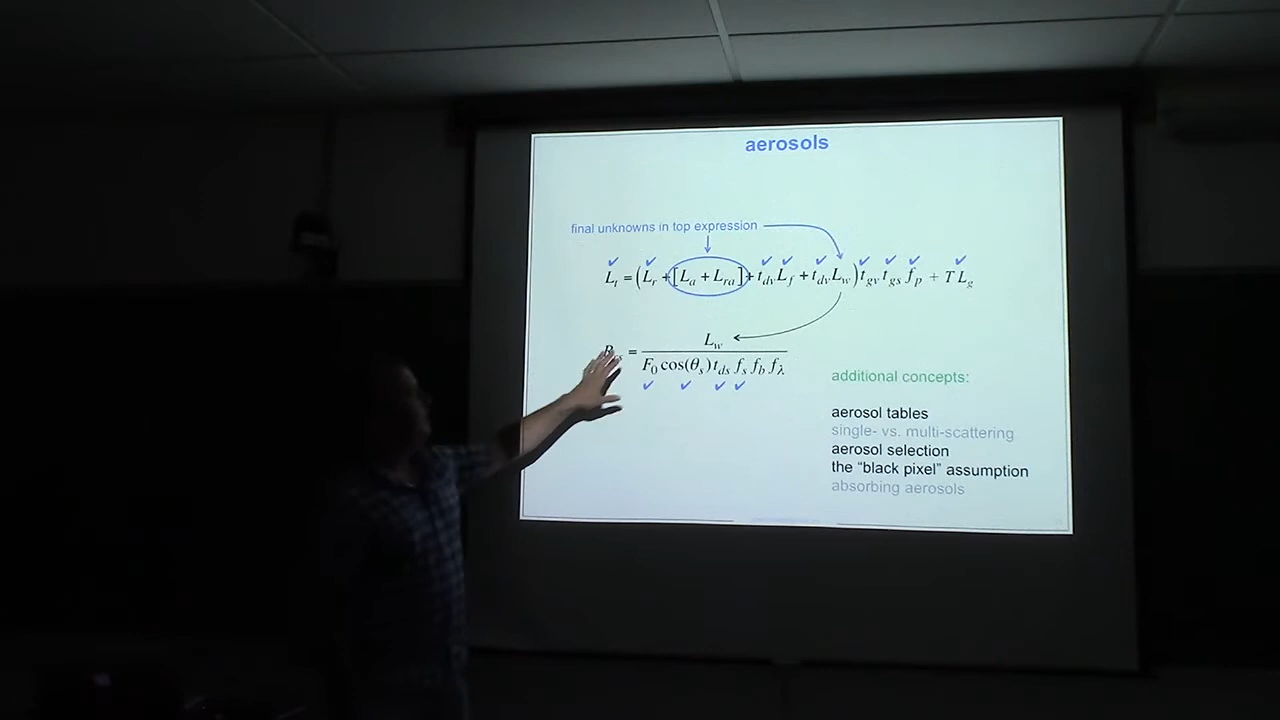 aerosols
final unknowns in top expression
✓ ✓ ✓ ✓ ✓ ✓ ✓ ✓ ✓
L_t = (L_r + [L_a + L_ra] + t_dv L_f + t_dv L_w) t_gv t_gs f_p + T L_g
= L_w / F_0 cos(θ_s) t_ds f_s f_b f_λ
✓ ✓ ✓ ✓
additional concepts:
aerosol tables
single- vs. multi-scattering
aerosol selection
the “black pixel” assumption
absorbing aerosols